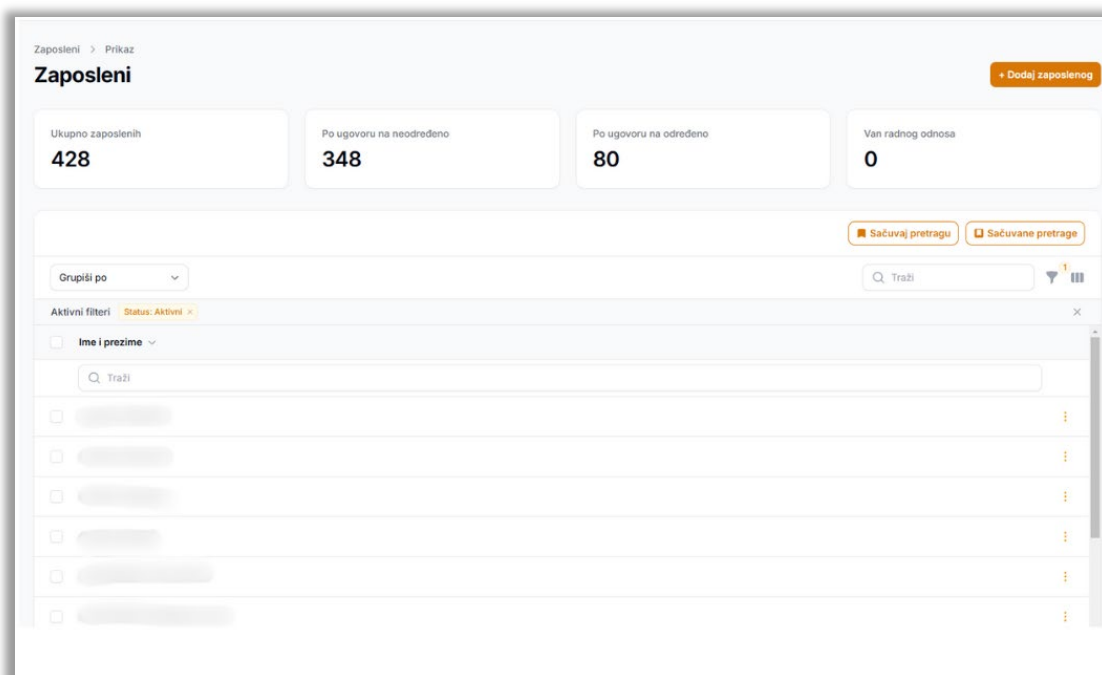 Zaposleni > Prikaz
Zaposleni
+ Dodaj zaposlenog
Ukupno zaposlenih
428
Po ugovoru na neodređeno
348
Po ugovoru na određeno
80
Van radnog odnosa
0
Sačuvaj pretragu
Sačuvane pretrage
Grupiši po
Traži
1
Aktivni filteri Status: Aktivni ×
Ime i prezime
Traži